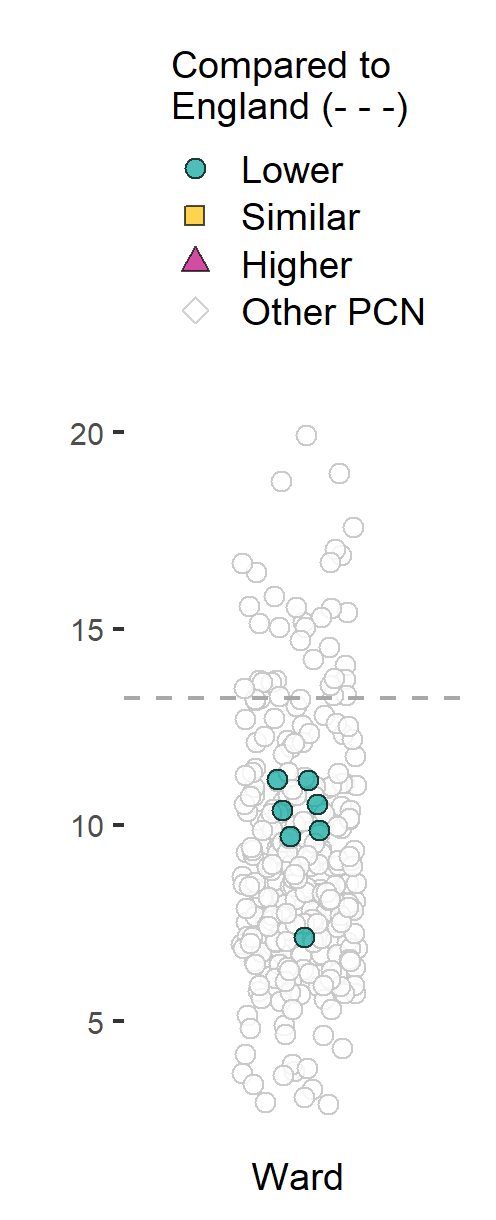 Compared to
England (- - -)
Lower
Similar
Higher
Other PCN
20
15
10
5
Ward